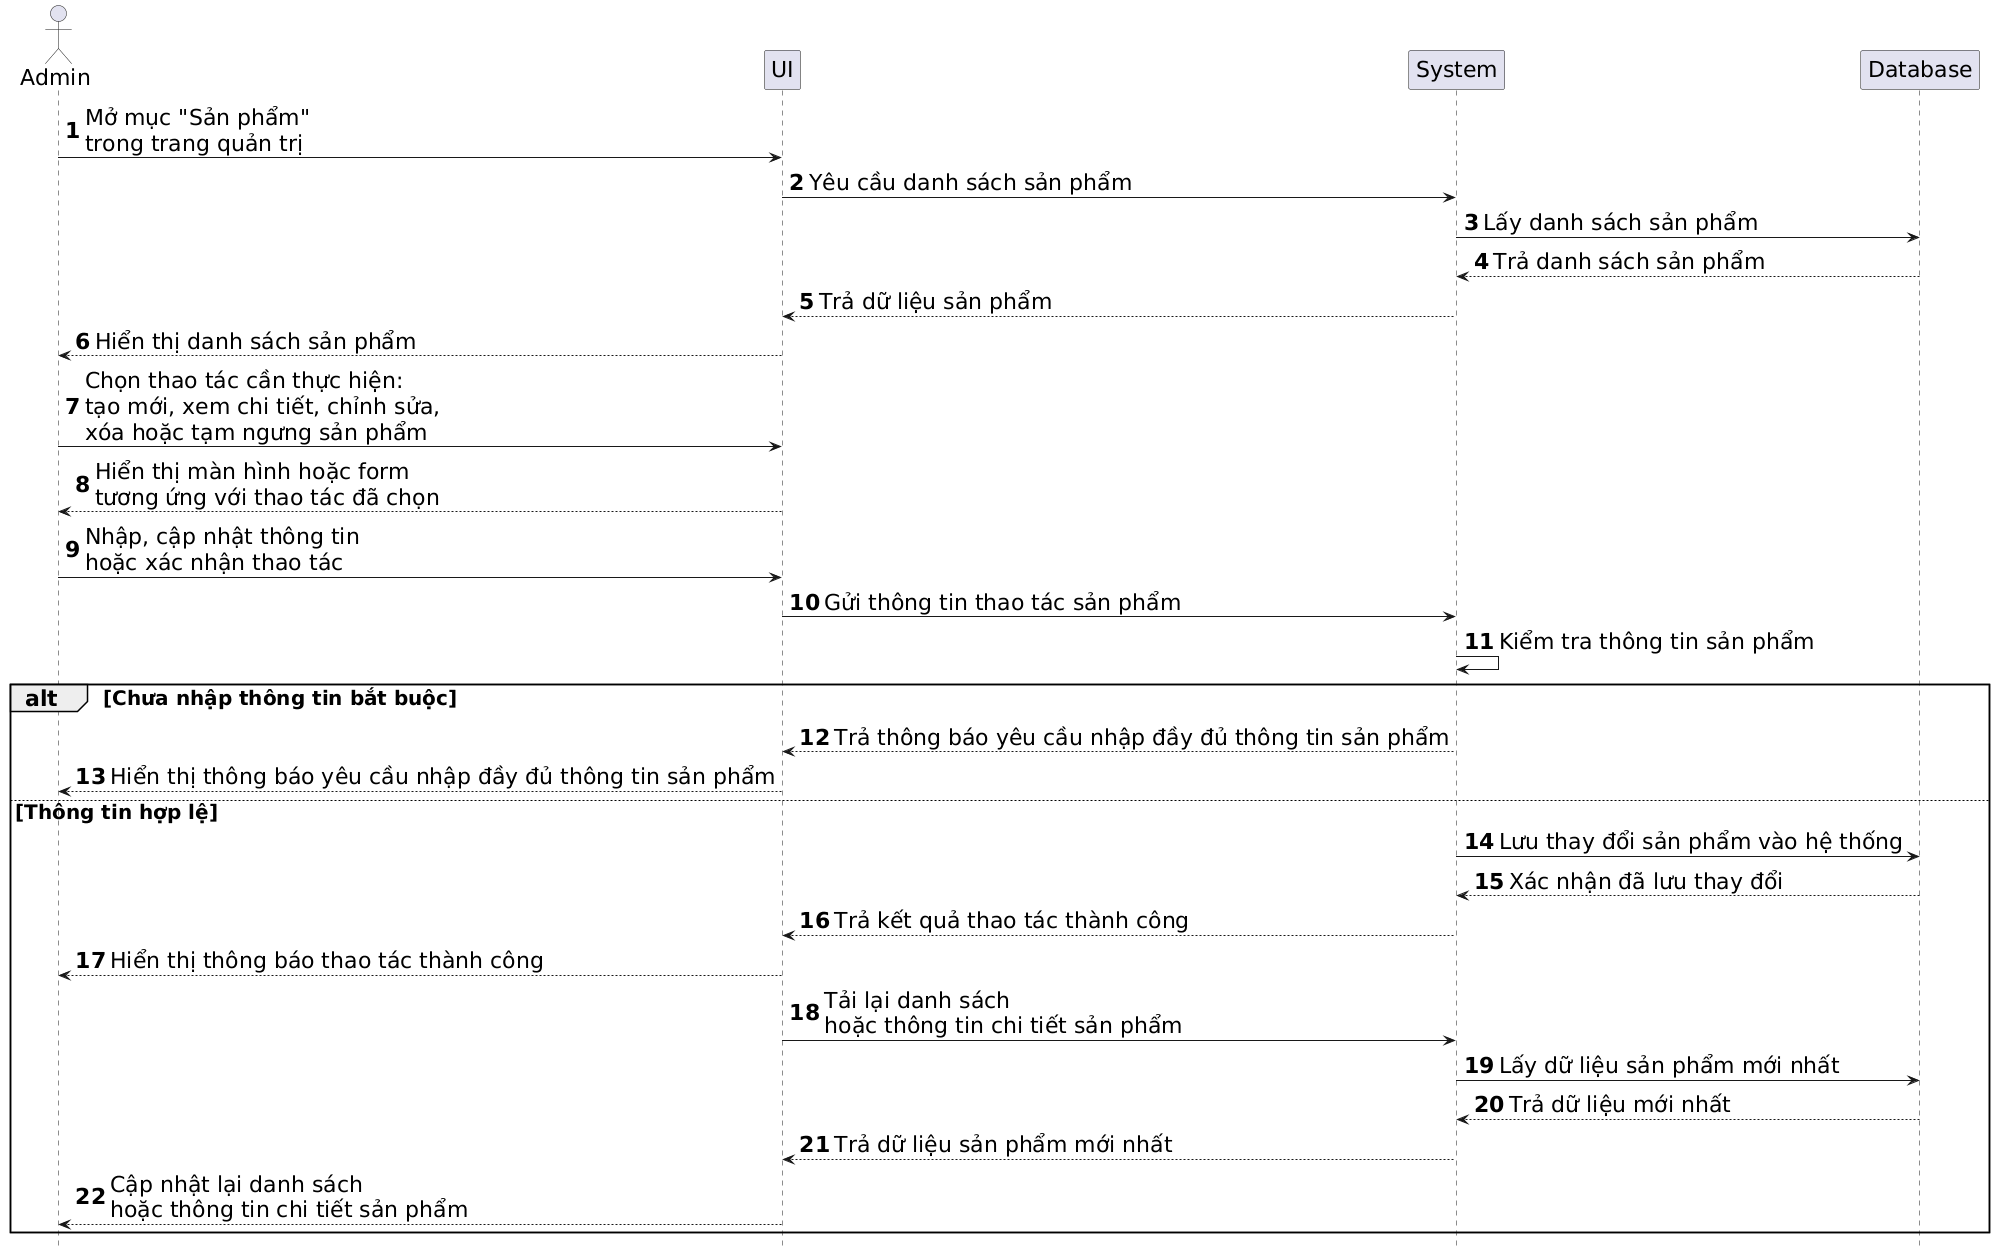 Admin
UI
System
Database
1 Mở mục "Sản phẩm"
trong trang quản trị
2 Yêu cầu danh sách sản phẩm
3 Lấy danh sách sản phẩm
4 Trả danh sách sản phẩm
5 Trả dữ liệu sản phẩm
6 Hiển thị danh sách sản phẩm
Chọn thao tác cần thực hiện:
7 tạo mới, xem chi tiết, chỉnh sửa,
xóa hoặc tạm ngưng sản phẩm
8 Hiển thị màn hình hoặc form
tương ứng với thao tác đã chọn
9 Nhập, cập nhật thông tin
hoặc xác nhận thao tác
10 Gửi thông tin thao tác sản phẩm
11 Kiểm tra thông tin sản phẩm
alt [Chưa nhập thông tin bắt buộc]
12 Trả thông báo yêu cầu nhập đầy đủ thông tin sản phẩm
13 Hiển thị thông báo yêu cầu nhập đầy đủ thông tin sản phẩm
[Thông tin hợp lệ]
14 Lưu thay đổi sản phẩm vào hệ thống
15 Xác nhận đã lưu thay đổi
16 Trả kết quả thao tác thành công
17 Hiển thị thông báo thao tác thành công
18 Tải lại danh sách
hoặc thông tin chi tiết sản phẩm
19 Lấy dữ liệu sản phẩm mới nhất
20 Trả dữ liệu mới nhất
21 Trả dữ liệu sản phẩm mới nhất
22 Cập nhật lại danh sách
hoặc thông tin chi tiết sản phẩm